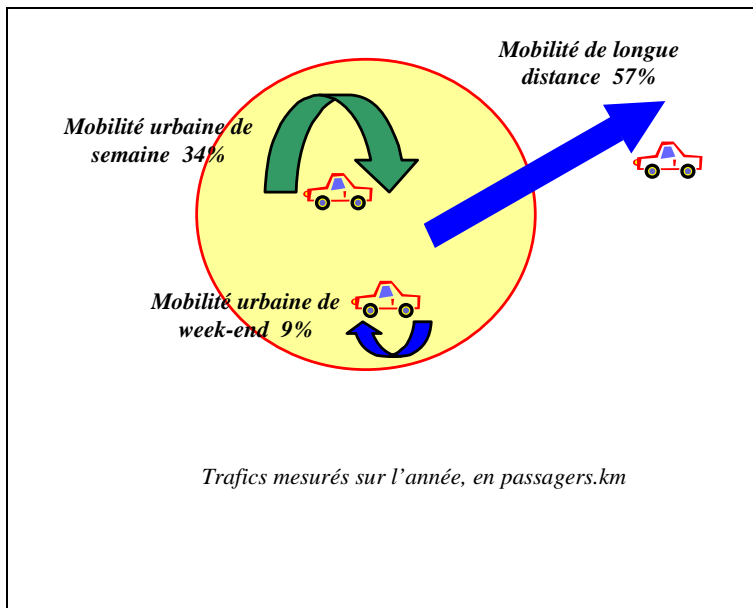 Mobilité de longue
distance 57%
Mobilité urbaine de
semaine 34%
Mobilité urbaine de
week-end 9%
Trafics mesurés sur l'année, en passagers.km